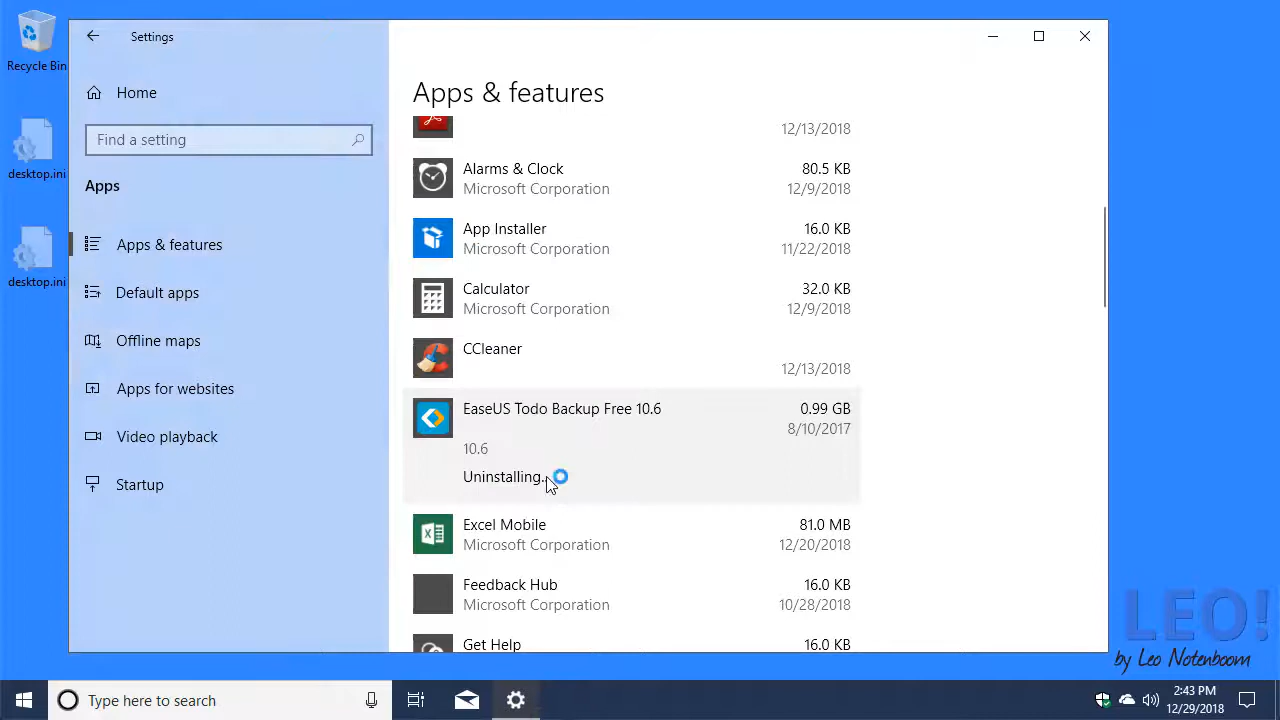 Recycle Bin
desktop.ini
desktop.ini
Settings
Home
Find a setting
Apps
Apps & features
Default apps
Offline maps
Apps for websites
Video playback
Startup
Apps & features
12/13/2018
Alarms & Clock 80.5 KB
Microsoft Corporation 12/9/2018
App Installer 16.0 KB
Microsoft Corporation 11/22/2018
Calculator 32.0 KB
Microsoft Corporation 12/9/2018
CCleaner
12/13/2018
EaseUS Todo Backup Free 10.6 0.99 GB
8/10/2017
10.6
Uninstalling..
Excel Mobile 81.0 MB
Microsoft Corporation 12/20/2018
Feedback Hub 16.0 KB
Microsoft Corporation 10/28/2018
Get Help 16.0 KB
LEO!
by Leo Notenboom
Type here to search
2:43 PM
12/29/2018